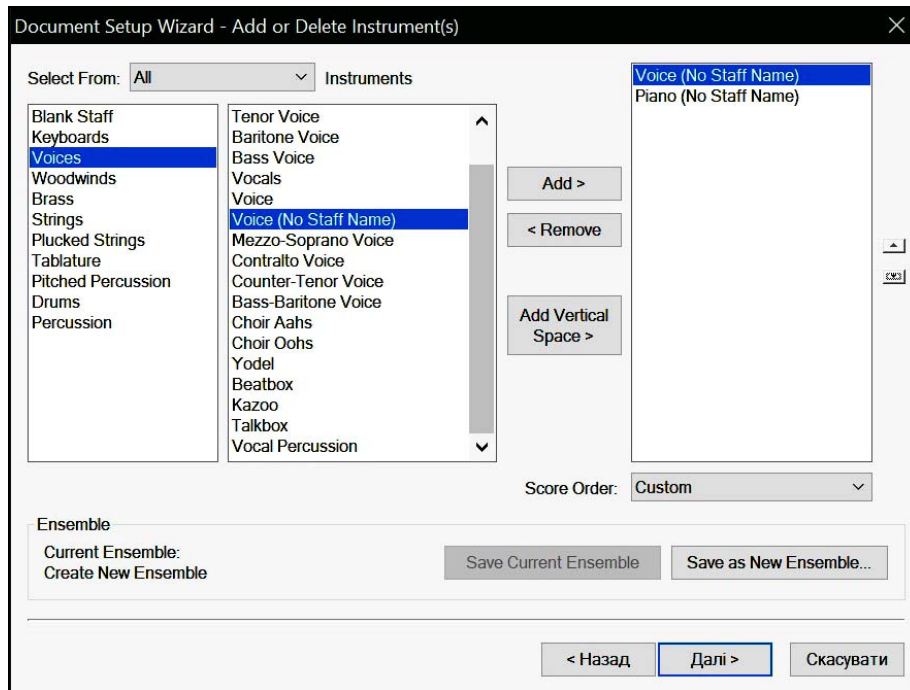 Document Setup Wizard - Add or Delete Instrument(s)
Select From: All Instruments
Blank Staff
Keyboards
Voices
Woodwinds
Brass
Strings
Plucked Strings
Tablature
Pitched Percussion
Drums
Percussion
Tenor Voice
Baritone Voice
Bass Voice
Vocals
Voice
Voice (No Staff Name)
Mezzo-Soprano Voice
Contralto Voice
Counter-Tenor Voice
Bass-Baritone Voice
Choir Aahs
Choir Oohs
Yodel
Beatbox
Kazoo
Talkbox
Vocal Percussion
Add >
< Remove
Add Vertical
Space >
Voice (No Staff Name)
Piano (No Staff Name)
Score Order: Custom
Ensemble
Current Ensemble:
Create New Ensemble
Save Current Ensemble
Save as New Ensemble...
< Назад
Далі >
Скасувати